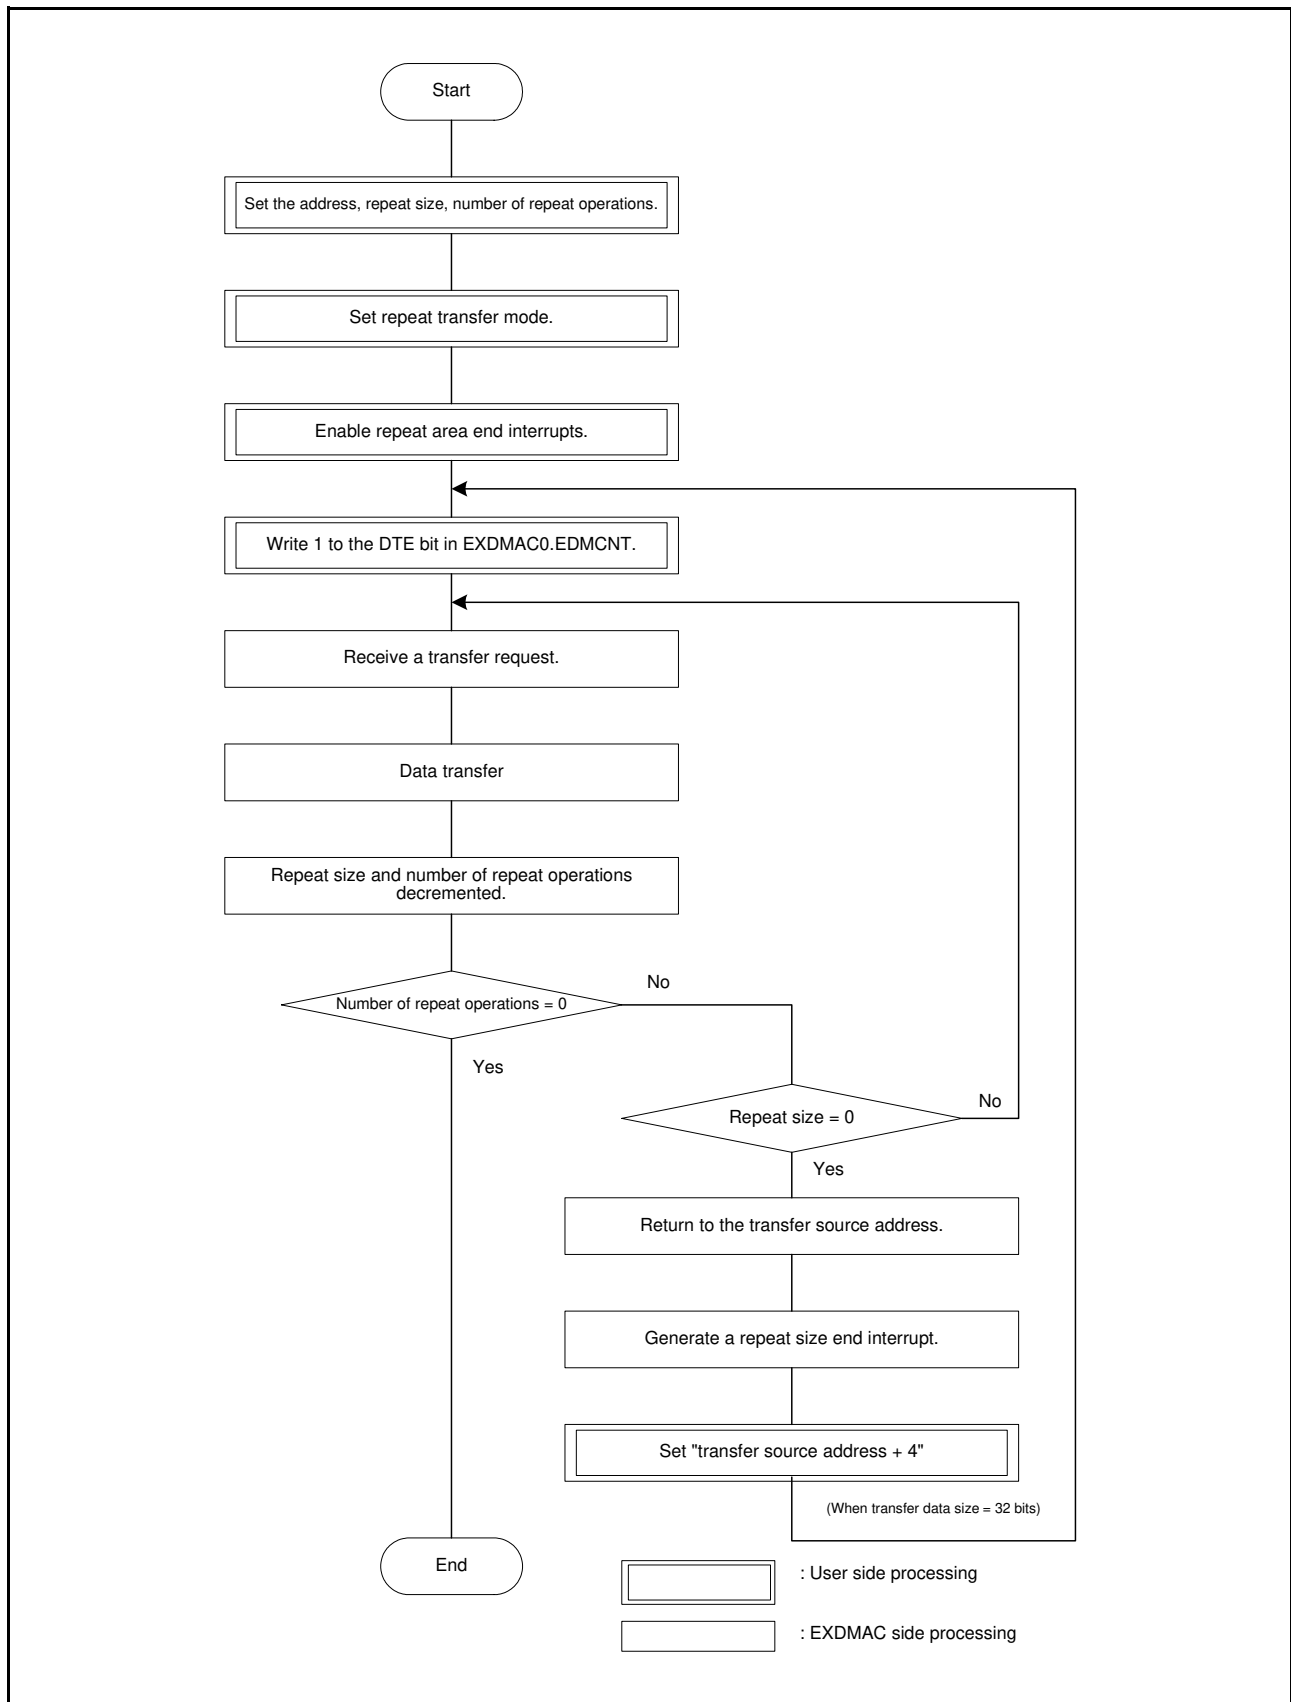 Start
Set the address, repeat size, number of repeat operations.
Set repeat transfer mode.
Enable repeat area end interrupts.
Write 1 to the DTE bit in EXDMAC0.EDMCNT.
Receive a transfer request.
Data transfer
Repeat size and number of repeat operations
decremented.
Number of repeat operations = 0
No
Yes
Repeat size = 0
No
Yes
Return to the transfer source address.
Generate a repeat size end interrupt.
Set "transfer source address + 4"
(When transfer data size = 32 bits)
End
: User side processing
: EXDMAC side processing